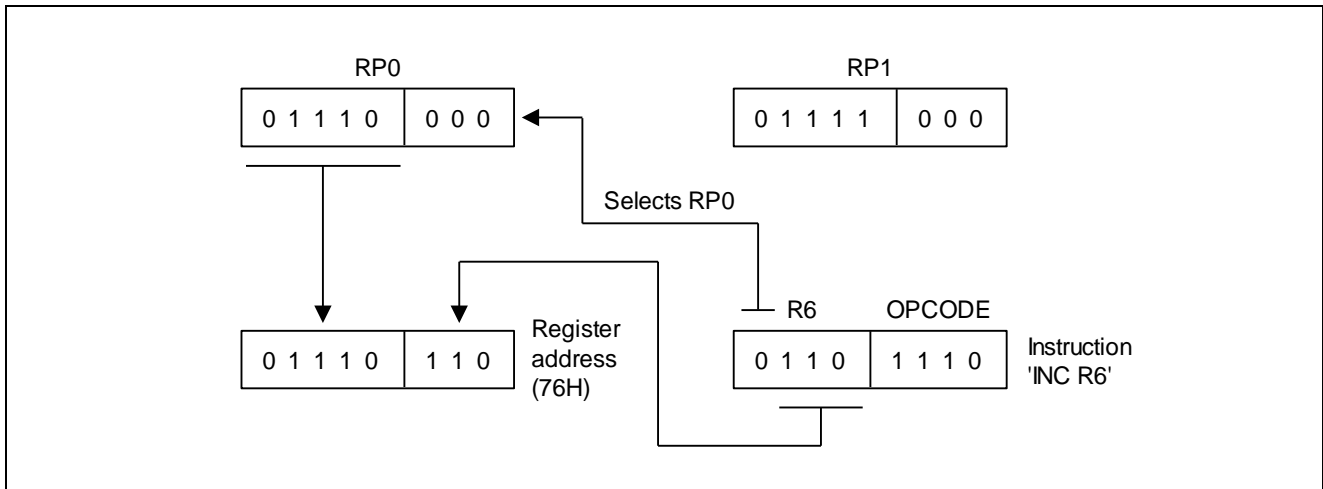 RP0 RP1
0 1 1 1 0 0 0 0 0 1 1 1 1 0 0 0
Selects RP0
R6 OPCODE
0 1 1 1 0 1 1 0 Register 0 1 1 0 1 1 1 0 Instruction
address 'INC R6'
(76H)